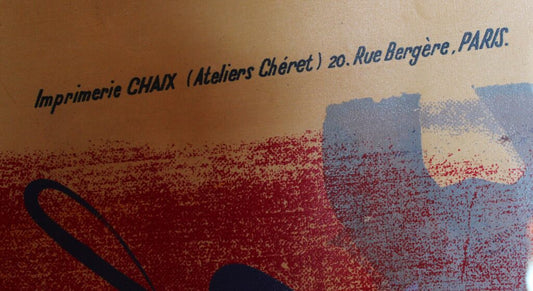 Imprimerie CHAIX (Ateliers Chéret) 20. Rue Bergère, PARIS.